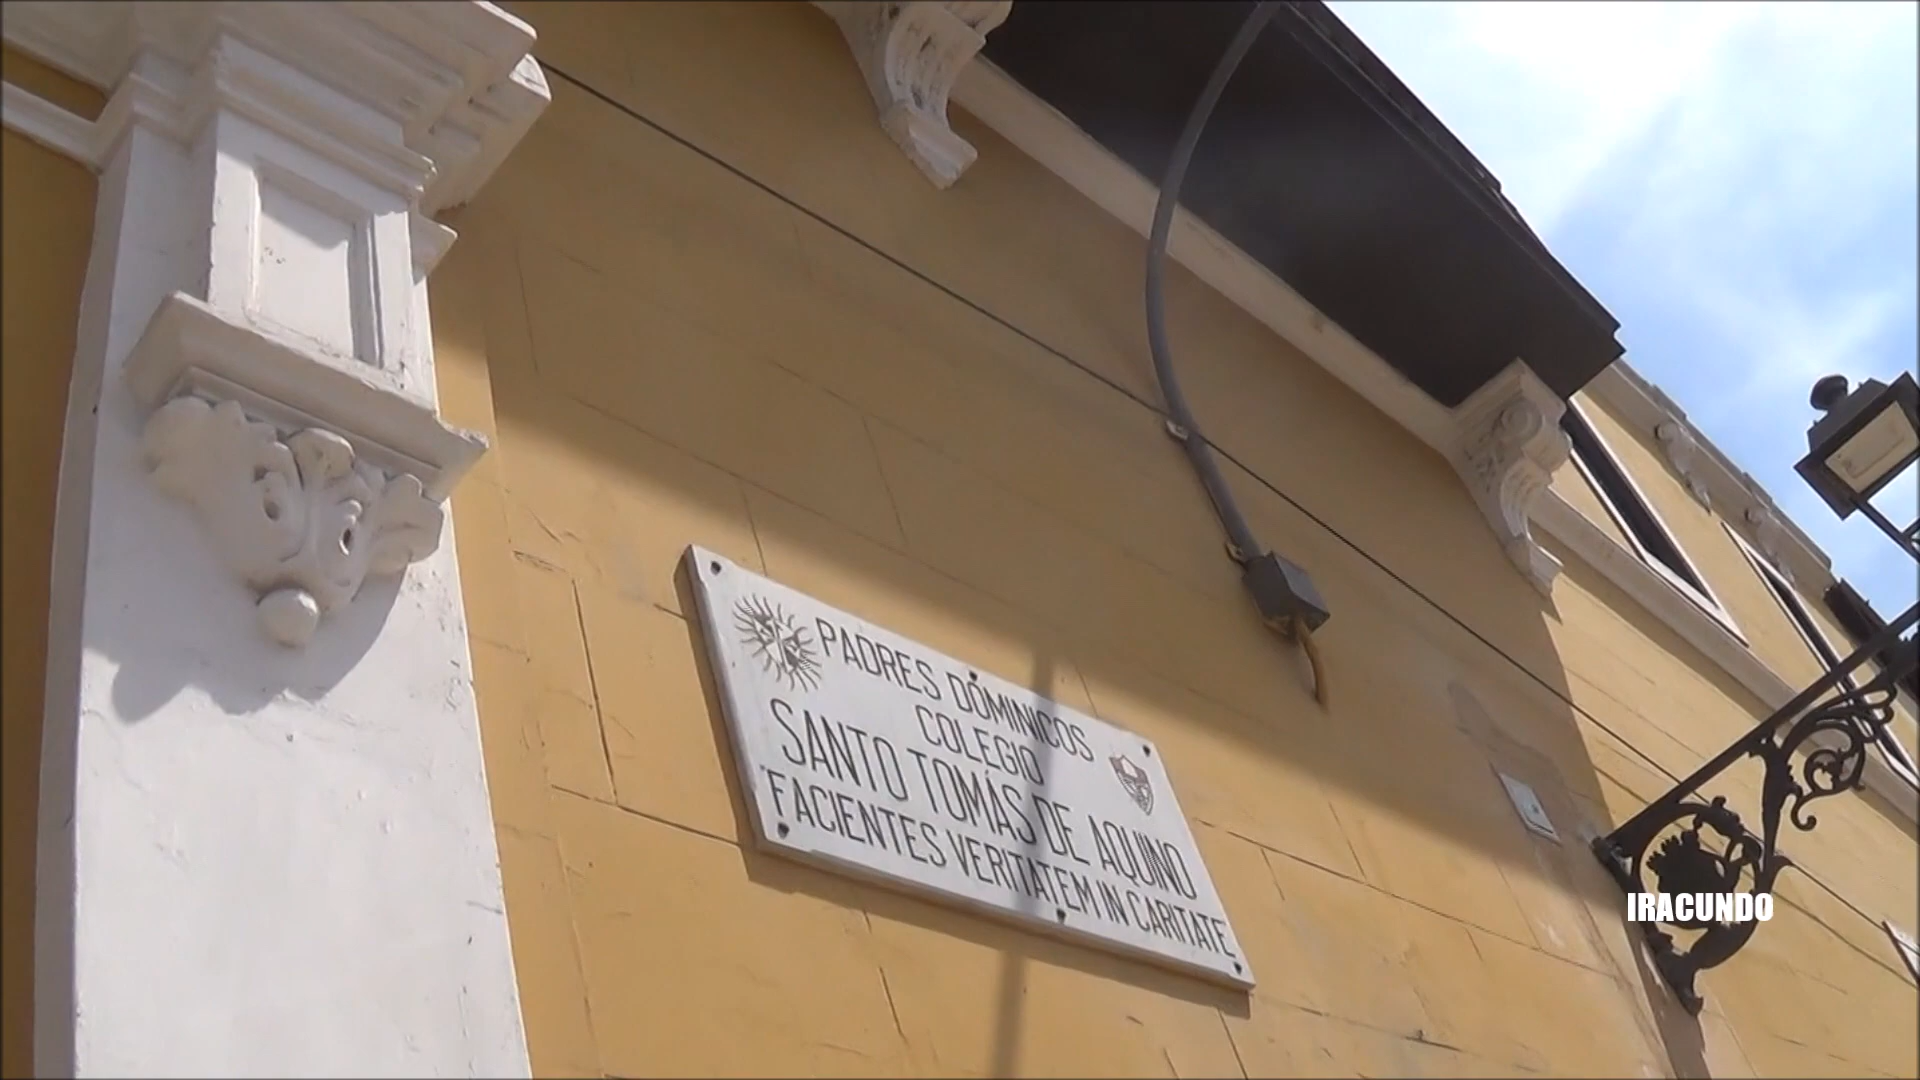 PADRES DOMINICOS
COLEGIO
SANTO TOMÁS DE AQUINO
"FACIENTES VERITATEM IN CARITATE"
IRACUNDO